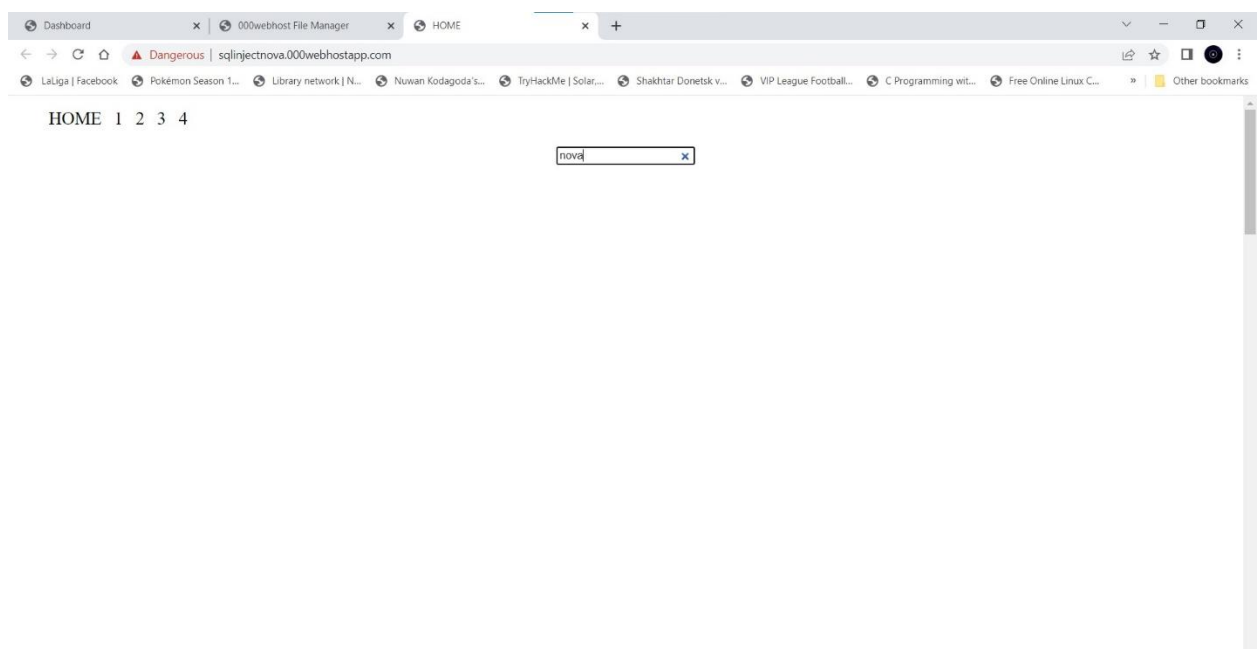 Dashboard 000webhost File Manager HOME
Dangerous | sqlinjectnova.000webhostapp.com
LaLiga | Facebook Pokémon Season 1... Library network | N... Nuwan Kodagoda's... TryHackMe | Solar,... Shakhtar Donetsk v... VIP League Football... C Programming wit... Free Online Linux C... » Other bookmarks
HOME 1 2 3 4
nova